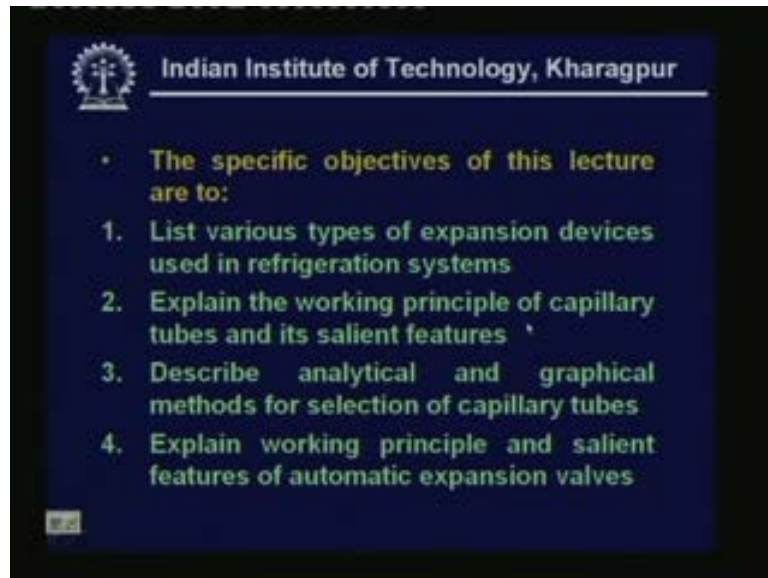 Indian Institute of Technology, Kharagpur
• The specific objectives of this lecture
are to:
1. List various types of expansion devices
used in refrigeration systems
2. Explain the working principle of capillary
tubes and its salient features
3. Describe analytical and graphical
methods for selection of capillary tubes
4. Explain working principle and salient
features of automatic expansion valves